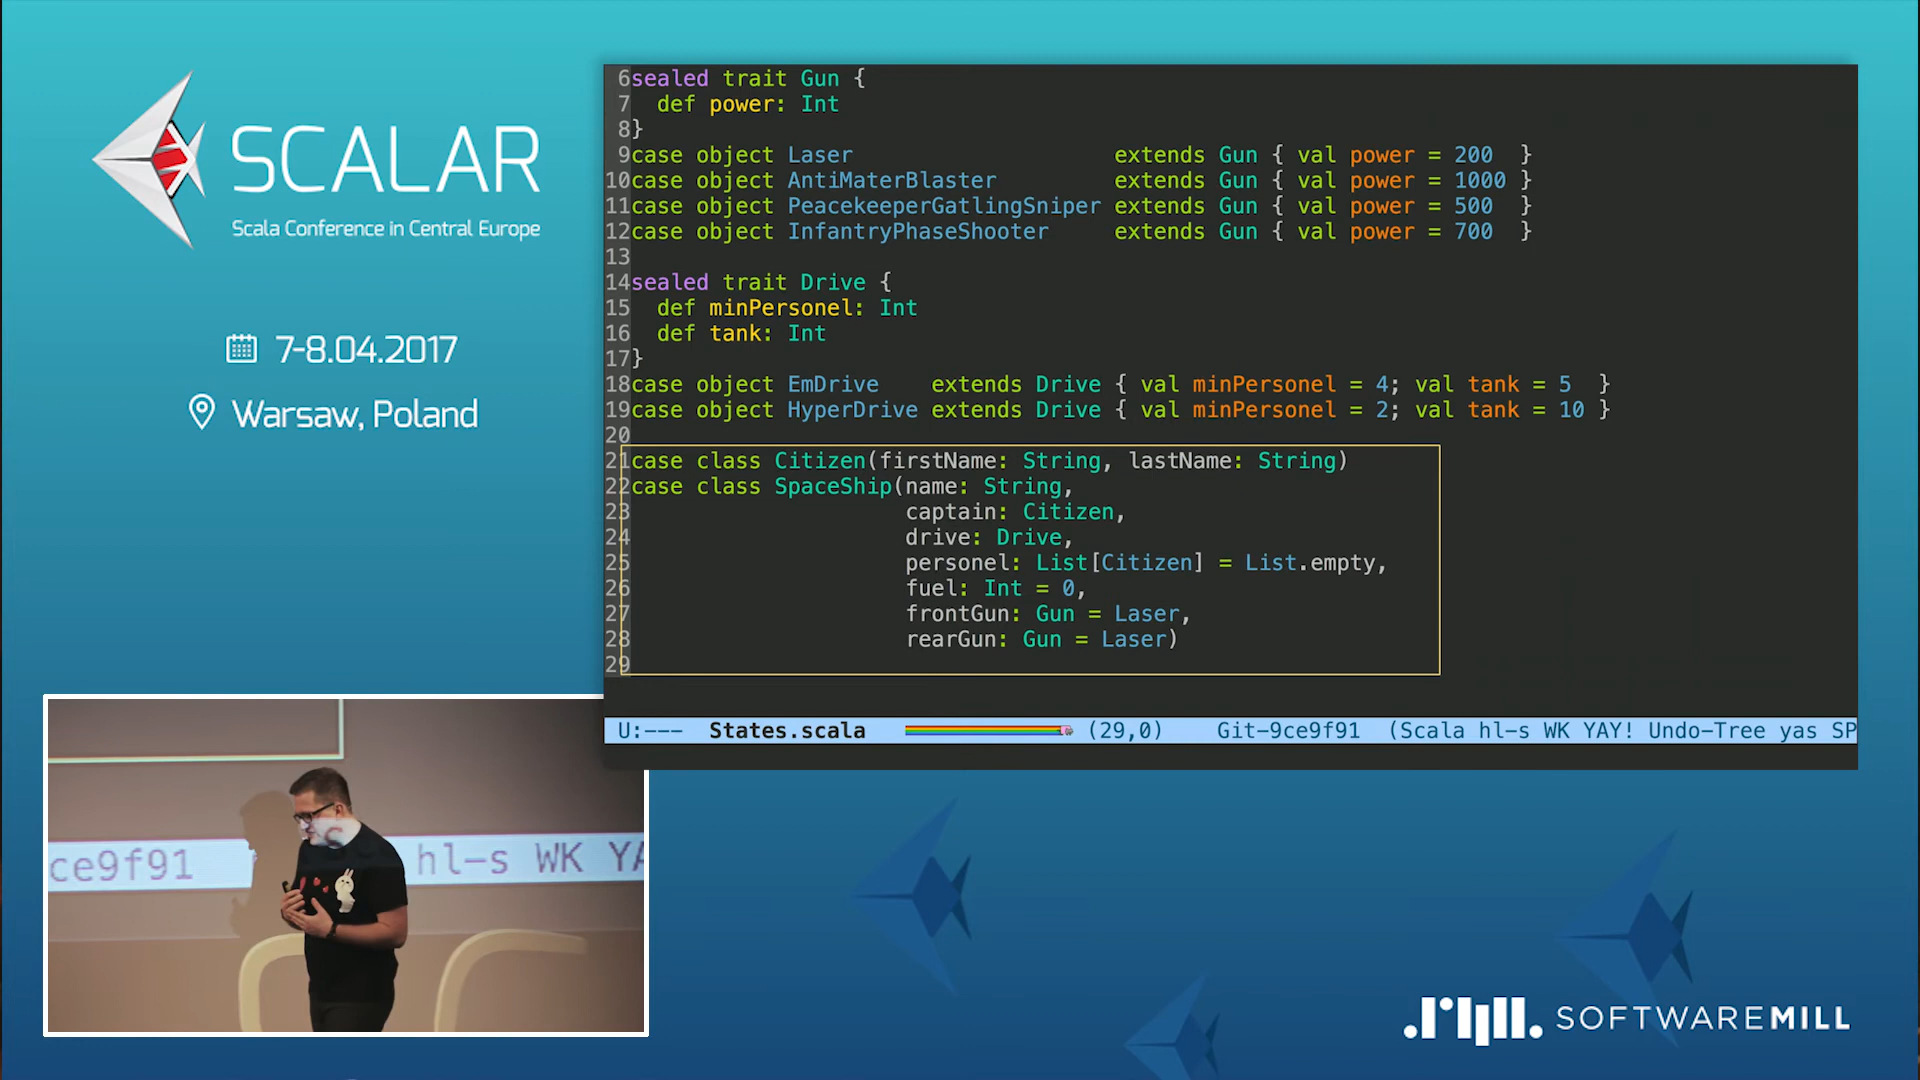 SCALAR
Scala Conference in Central Europe
7-8.04.2017
Warsaw, Poland
6sealed trait Gun {
7  def power: Int
8}
9case object Laser                    extends Gun { val power = 200  }
10case object AntiMaterBlaster         extends Gun { val power = 1000 }
11case object PeacekeeperGatlingSniper extends Gun { val power = 500  }
12case object InfantryPhaseShooter     extends Gun { val power = 700  }
13
14sealed trait Drive {
15  def minPersonel: Int
16  def tank: Int
17}
18case object EmDrive    extends Drive { val minPersonel = 4; val tank = 5  }
19case object HyperDrive extends Drive { val minPersonel = 2; val tank = 10 }
20
21case class Citizen(firstName: String, lastName: String)
22case class SpaceShip(name: String,
23                     captain: Citizen,
24                     drive: Drive,
25                     personel: List[Citizen] = List.empty,
26                     fuel: Int = 0,
27                     frontGun: Gun = Laser,
28                     rearGun: Gun = Laser)
29
U:--- States.scala (29,0) Git-9ce9f91 (Scala hl-s WK YAY! Undo-Tree yas SP
ce9f91 hl-s WK YA
SOFTWAREMILL